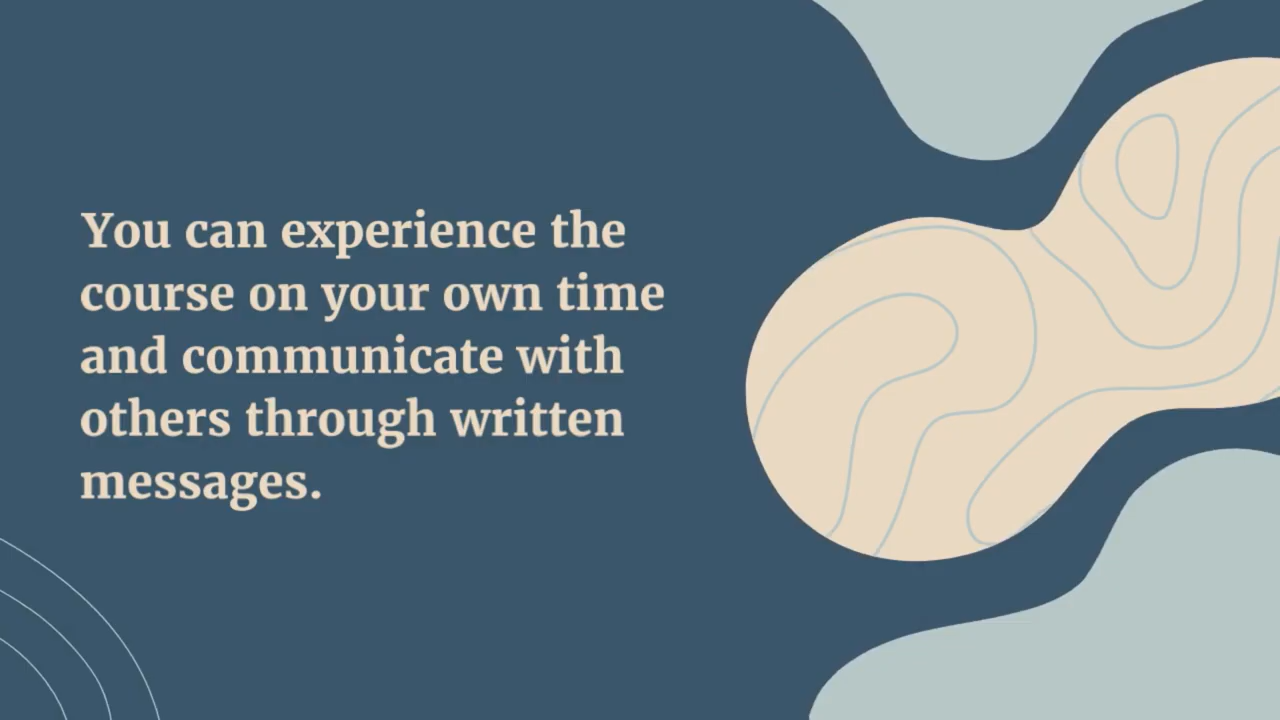 You can experience the
course on your own time
and communicate with
others through written
messages.